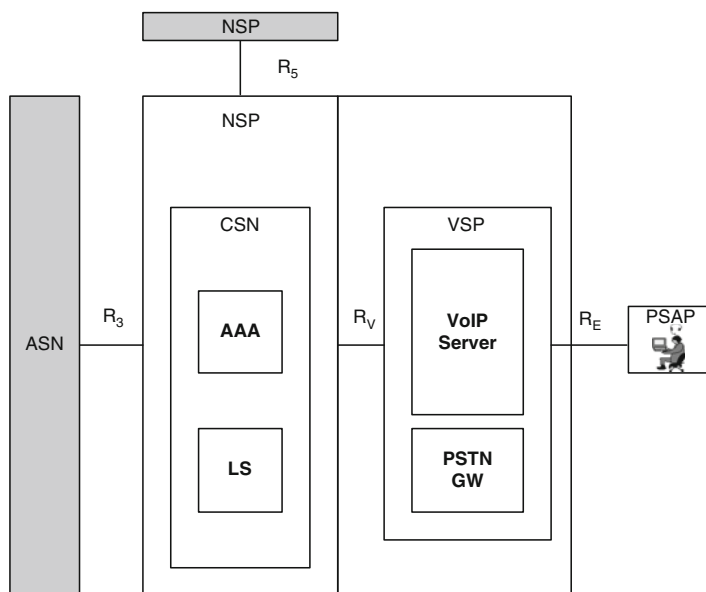 NSP
R5
NSP
CSN
VSP
ASN
R3
AAA
RV
VoIP
Server
RE
PSAP
LS
PSTN
GW